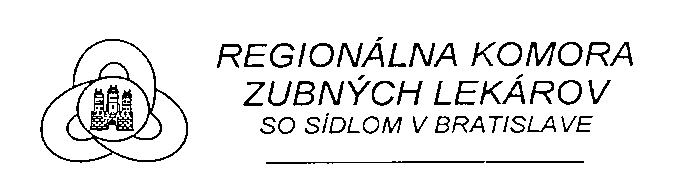 REGIONÁLNA KOMORA
ZUBNÝCH LEKÁROV
SO SÍDLOM V BRATISLAVE